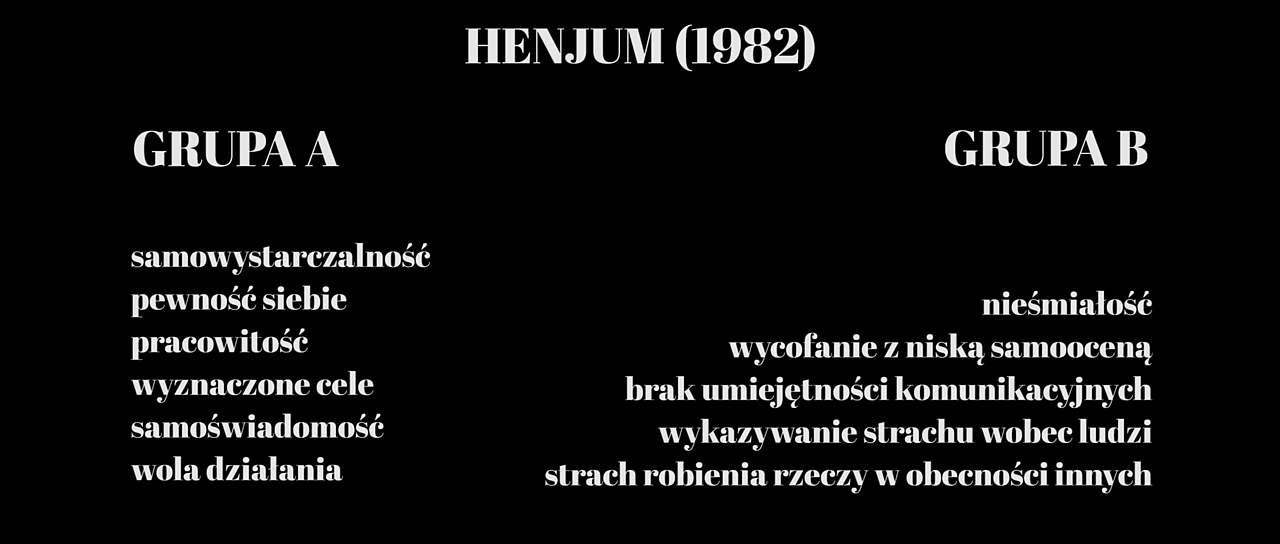 HENJUM (1982)
GRUPA A
samowystarczalność
pewność siebie
pracowitość
wyznaczone cele
samoświadomość
wola działania
GRUPA B
nieśmiałość
wycofanie z niską samooceną
brak umiejętności komunikacyjnych
wykazywanie strachu wobec ludzi
strach robienia rzeczy w obecności innych